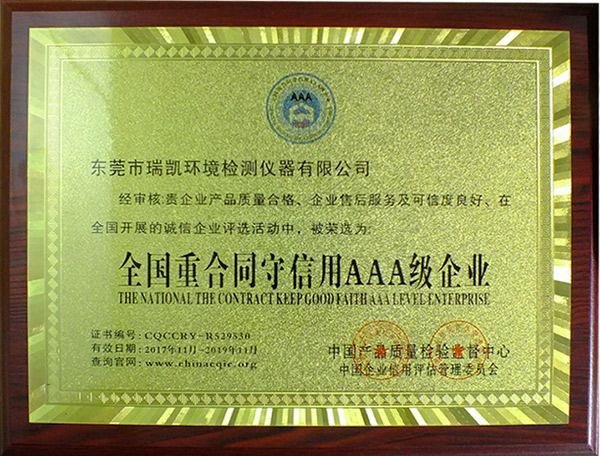 AAA
东莞市瑞凯环境检测仪器有限公司
经审核:贵企业产品质量合格、企业售后服务及可信度良好、在
全国开展的诚信企业评选活动中，被荣选为:
全国重合同守信用AAA级企业
THE NATIONAL THE CONTRACT KEEP GOOD FAITH AAA LEVEL ENTERPRISE
证书编号: CQCCRY-R529530
有效日期: 2017年11月-2019年11月
查询官网: www.chinacqic.org
中国产品质量检验监督中心
中国企业信用评估管理委员会